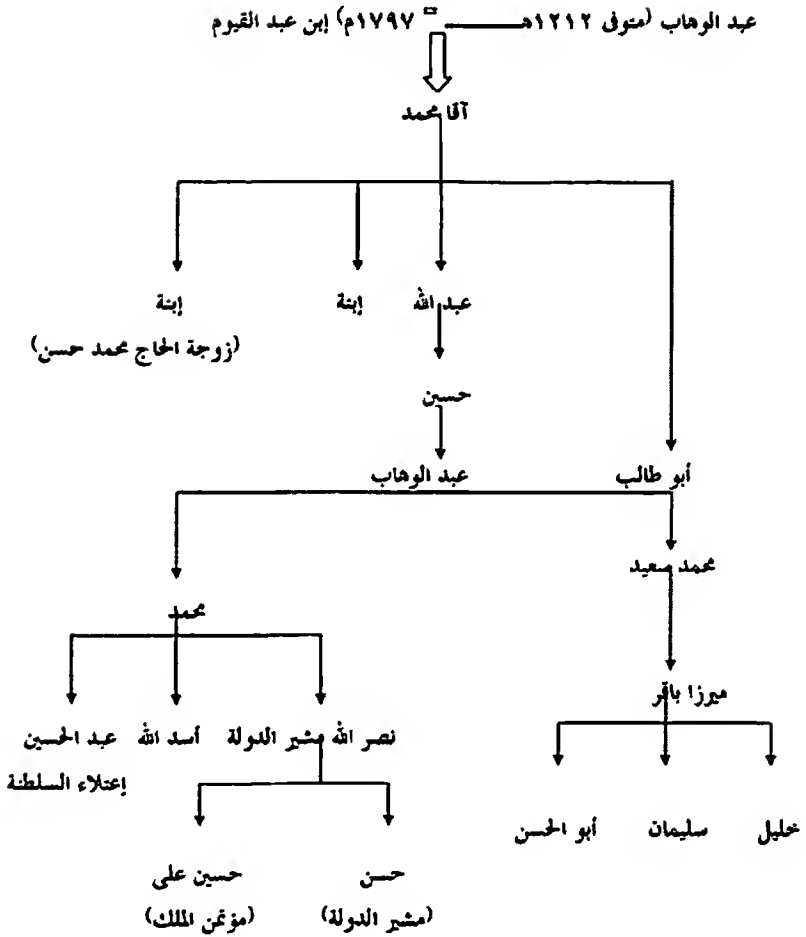 عبد الوهاب (متوفى ١٢١٢هـ = ١٧٩٧م) إبن عبد القيوم
آقا محمد
عبد الله إبنة إبنة
(زوجة الحاج محمد حسن)
حسين
أبو طالب عبد الوهاب
محمد سعيد
محمد
ميرزا باقر
نصر الله مشير الدولة أسد الله عبد الحسين
إعتلاء السلطنة
خليل سليمان أبو الحسن
حسن حسين على
(مشير الدولة) (مؤتمن الملك)